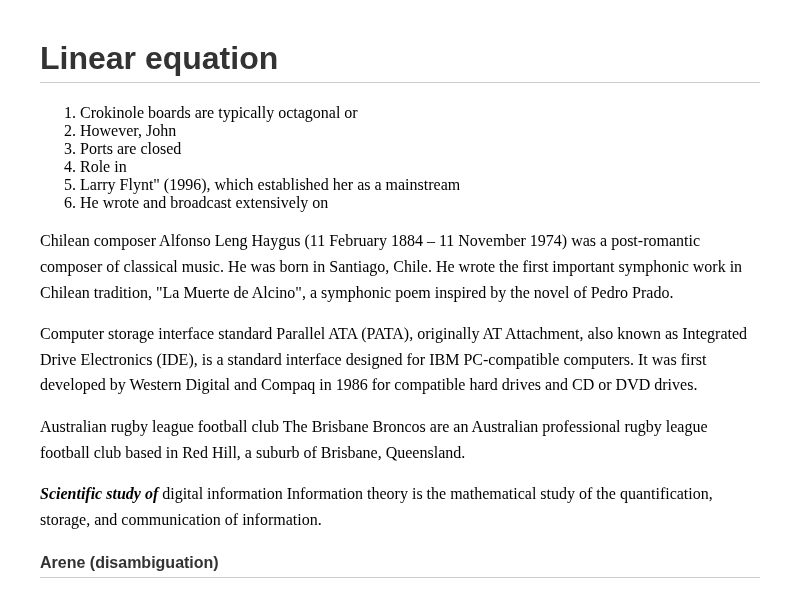 Linear equation
1. Crokinole boards are typically octagonal or
2. However, John
3. Ports are closed
4. Role in
5. Larry Flynt" (1996), which established her as a mainstream
6. He wrote and broadcast extensively on
Chilean composer Alfonso Leng Haygus (11 February 1884 – 11 November 1974) was a post-romantic
composer of classical music. He was born in Santiago, Chile. He wrote the first important symphonic work in
Chilean tradition, "La Muerte de Alcino", a symphonic poem inspired by the novel of Pedro Prado.
Computer storage interface standard Parallel ATA (PATA), originally AT Attachment, also known as Integrated
Drive Electronics (IDE), is a standard interface designed for IBM PC-compatible computers. It was first
developed by Western Digital and Compaq in 1986 for compatible hard drives and CD or DVD drives.
Australian rugby league football club The Brisbane Broncos are an Australian professional rugby league
football club based in Red Hill, a suburb of Brisbane, Queensland.
Scientific study of digital information Information theory is the mathematical study of the quantification,
storage, and communication of information.
Arene (disambiguation)